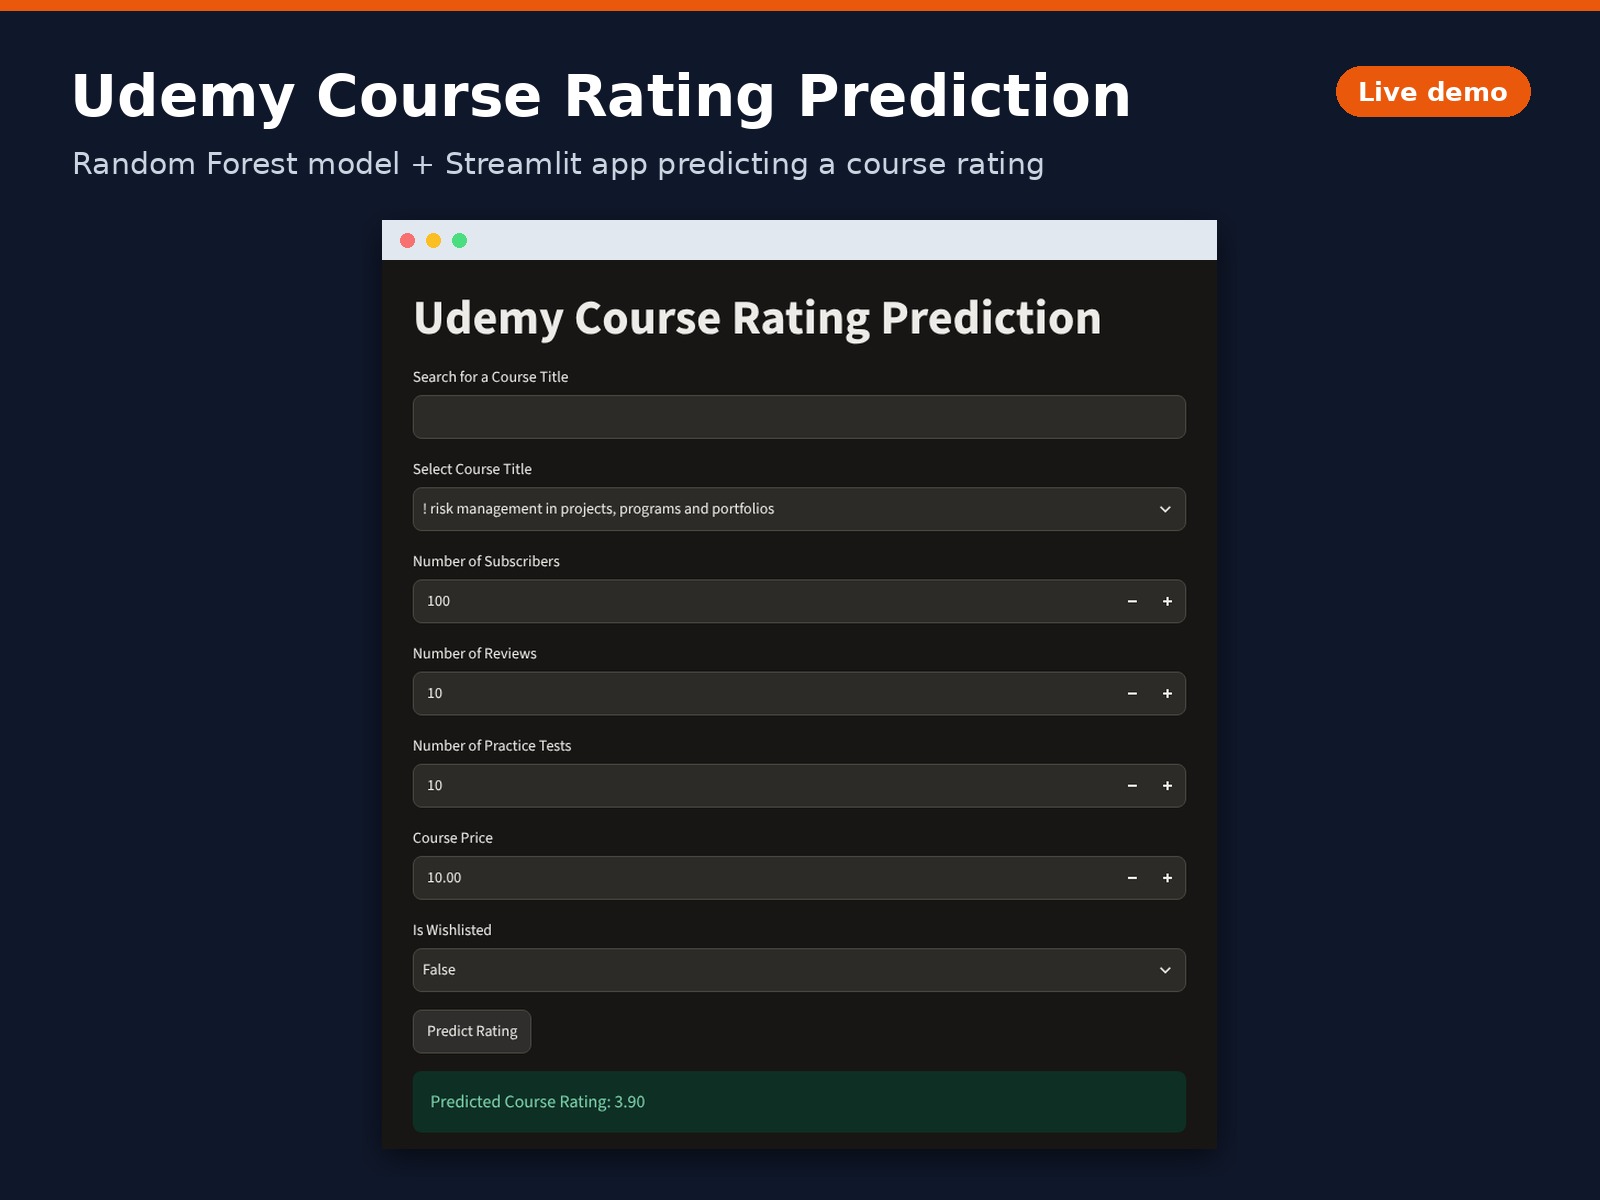 Udemy Course Rating Prediction
Live demo
Random Forest model + Streamlit app predicting a course rating
Udemy Course Rating Prediction
Search for a Course Title
Select Course Title
! risk management in projects, programs and portfolios
Number of Subscribers
100
Number of Reviews
10
Number of Practice Tests
10
Course Price
10.00
Is Wishlisted
False
Predict Rating
Predicted Course Rating: 3.90